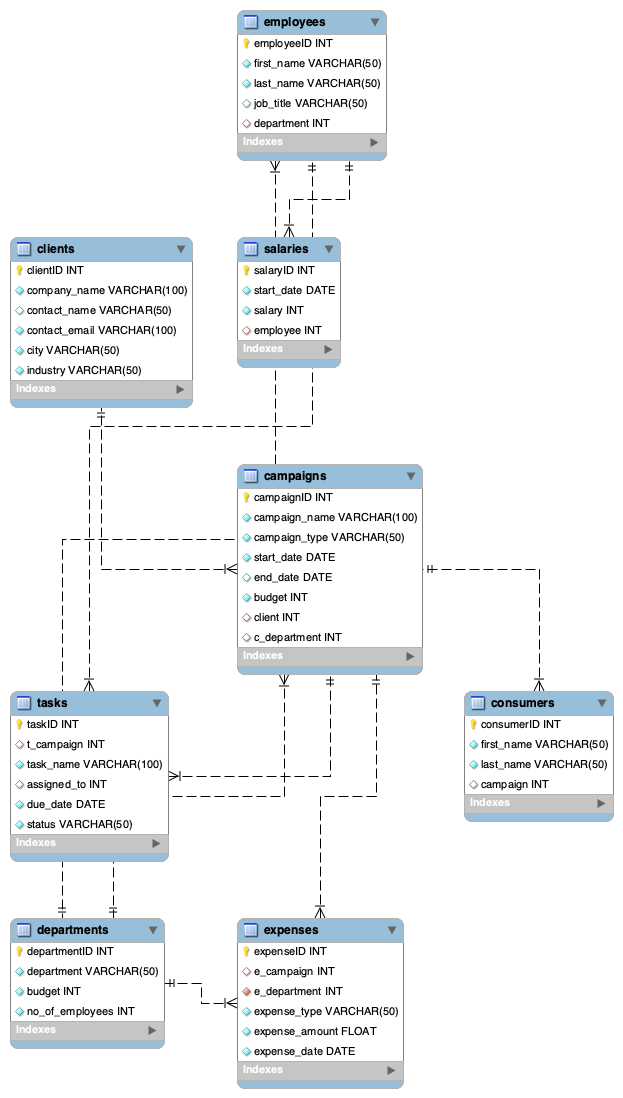 employees
employeeID INT
first_name VARCHAR(50)
last_name VARCHAR(50)
job_title VARCHAR(50)
department INT
Indexes
clients
clientID INT
company_name VARCHAR(100)
contact_name VARCHAR(50)
contact_email VARCHAR(100)
city VARCHAR(50)
industry VARCHAR(50)
Indexes
salaries
salaryID INT
start_date DATE
salary INT
employee INT
Indexes
campaigns
campaignID INT
campaign_name VARCHAR(100)
campaign_type VARCHAR(50)
start_date DATE
end_date DATE
budget INT
client INT
c_department INT
Indexes
tasks
taskID INT
t_campaign INT
task_name VARCHAR(100)
assigned_to INT
due_date DATE
status VARCHAR(50)
Indexes
consumers
consumerID INT
first_name VARCHAR(50)
last_name VARCHAR(50)
campaign INT
Indexes
departments
departmentID INT
department VARCHAR(50)
budget INT
no_of_employees INT
Indexes
expenses
expenseID INT
e_campaign INT
e_department INT
expense_type VARCHAR(50)
expense_amount FLOAT
expense_date DATE
Indexes